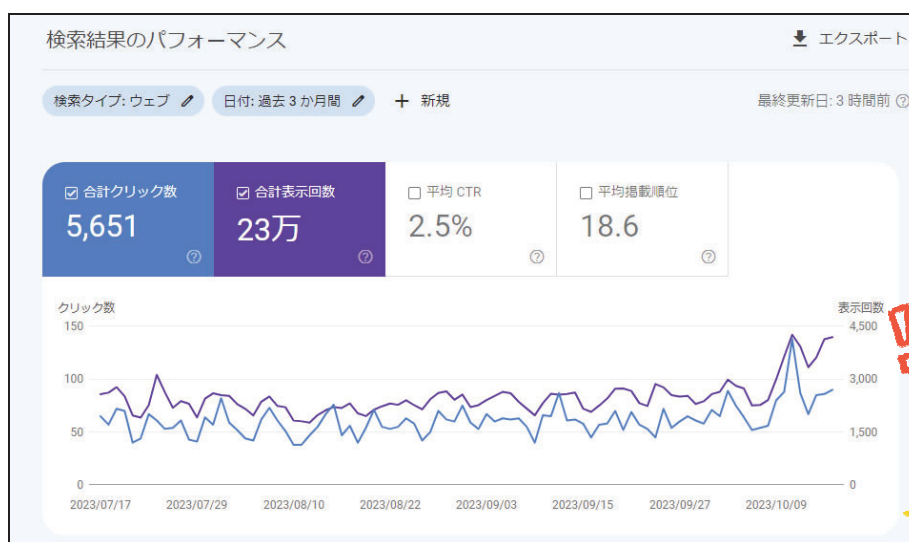 検索結果のパフォーマンス
エクスポート
検索タイプ: ウェブ
日付: 過去 3 か月間
+ 新規
最終更新日: 3 時間前
合計クリック数
5,651
合計表示回数
23万
平均 CTR
2.5%
平均掲載順位
18.6
クリック数
表示回数
150
4,500
100
3,000
50
1,500
0
0
2023/07/17
2023/07/29
2023/08/10
2023/08/22
2023/09/03
2023/09/15
2023/09/27
2023/10/09